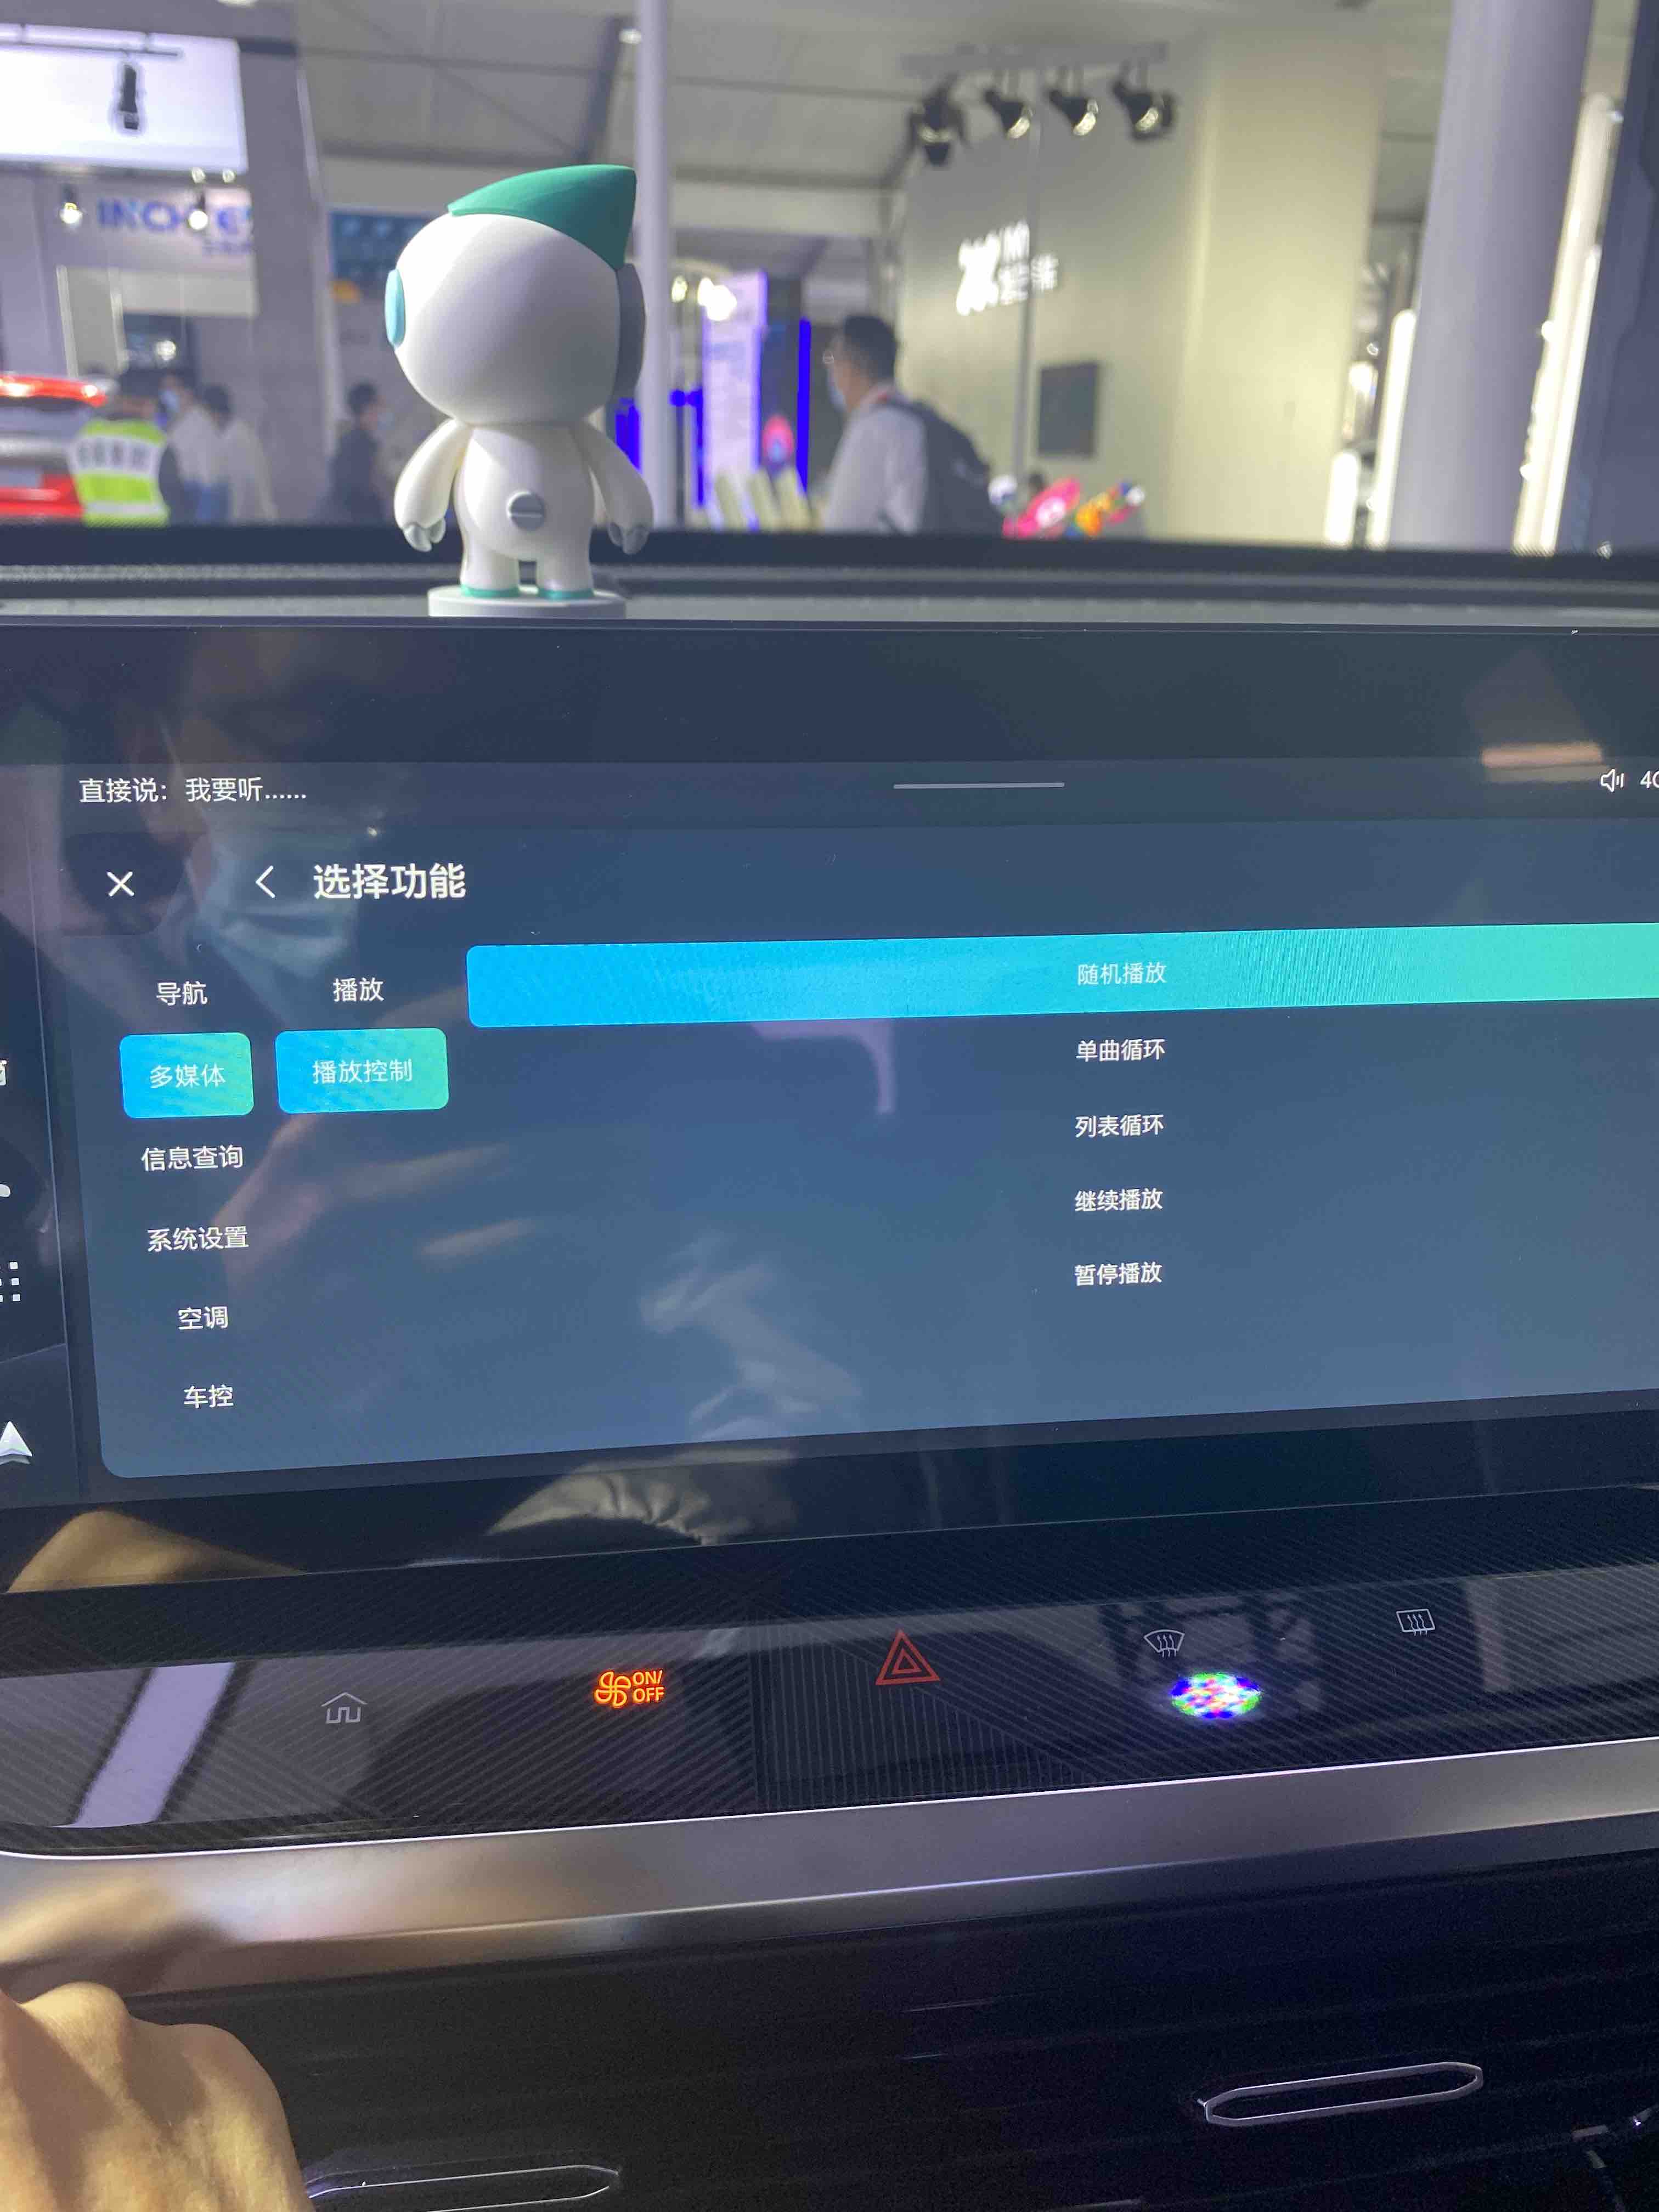 直接说：我要听......
4G
选择功能
导航
播放
随机播放
多媒体
播放控制
单曲循环
信息查询
列表循环
系统设置
继续播放
空调
暂停播放
车控
ON/
OFF